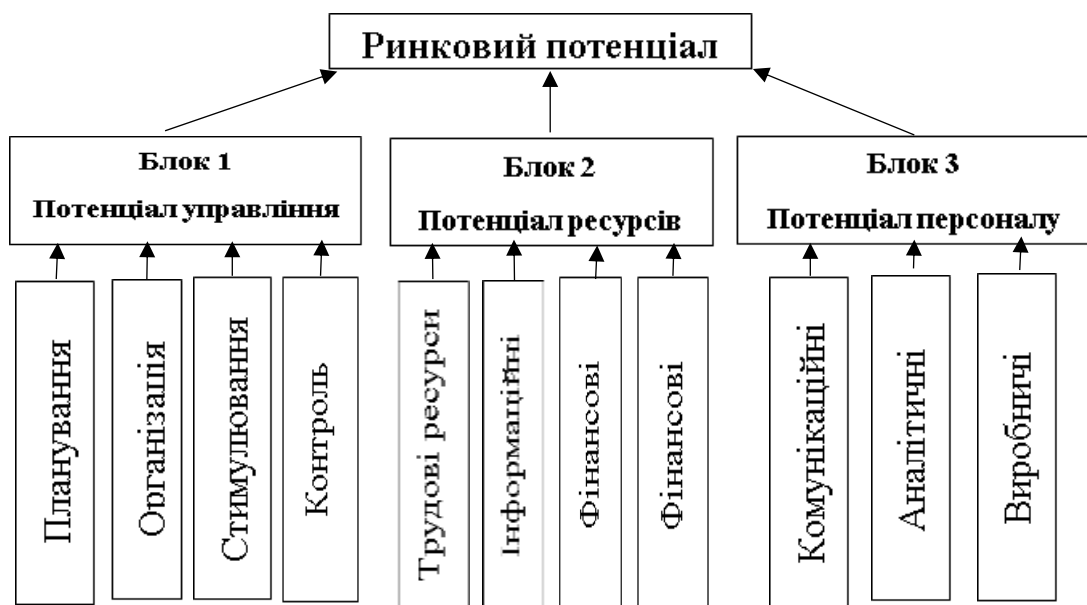 Ринковий потенціал
Блок 1
Потенціал управління
Блок 2
Потенціал ресурсів
Блок 3
Потенціал персоналу
Планування
Організація
Стимулювання
Контроль
Трудові ресурси
Інформаційні
Фінансові
Фінансові
Комунікаційні
Аналітичні
Виробничі